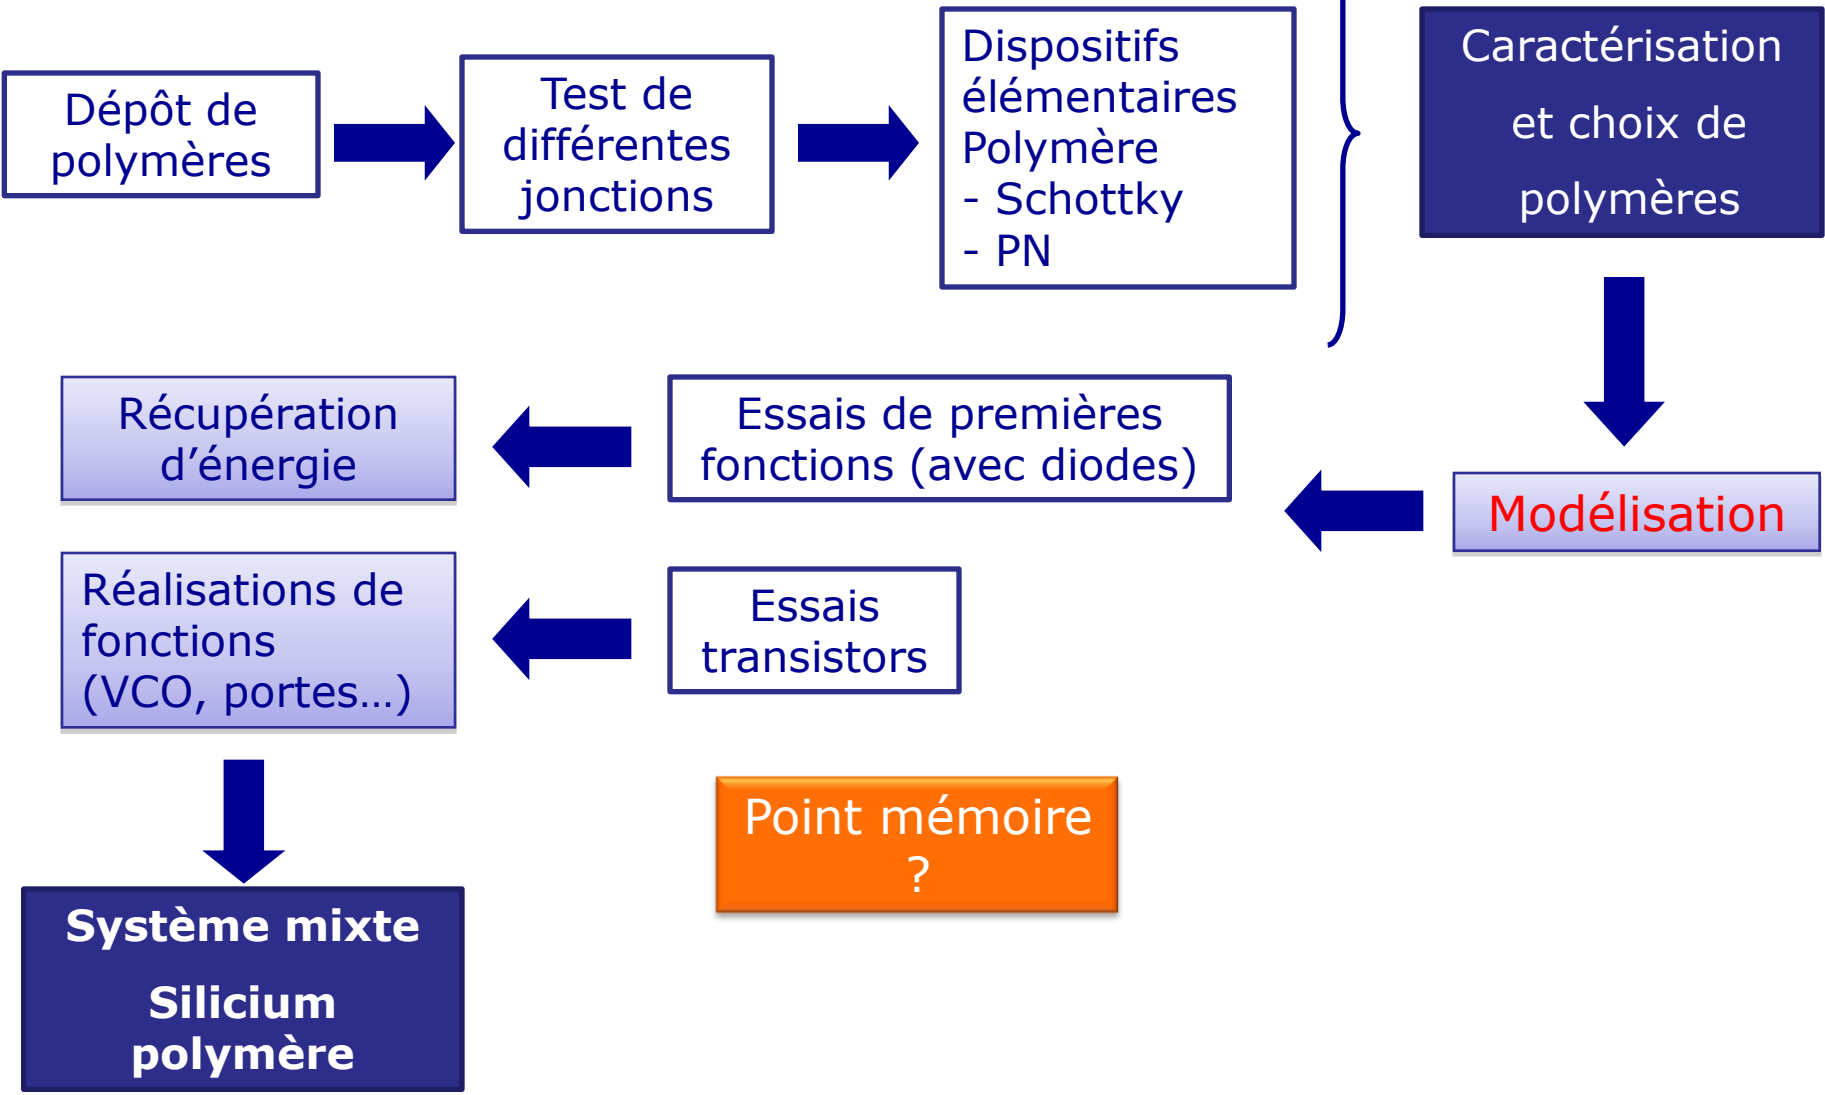 Dépôt de
polymères
Test de
différentes
jonctions
Dispositifs
élémentaires
Polymère
- Schottky
- PN
Caractérisation
et choix de
polymères
Récupération
d’énergie
Essais de premières
fonctions (avec diodes)
Modélisation
Réalisations de
fonctions
(VCO, portes…)
Essais
transistors
Point mémoire
?
Système mixte
Silicium
polymère